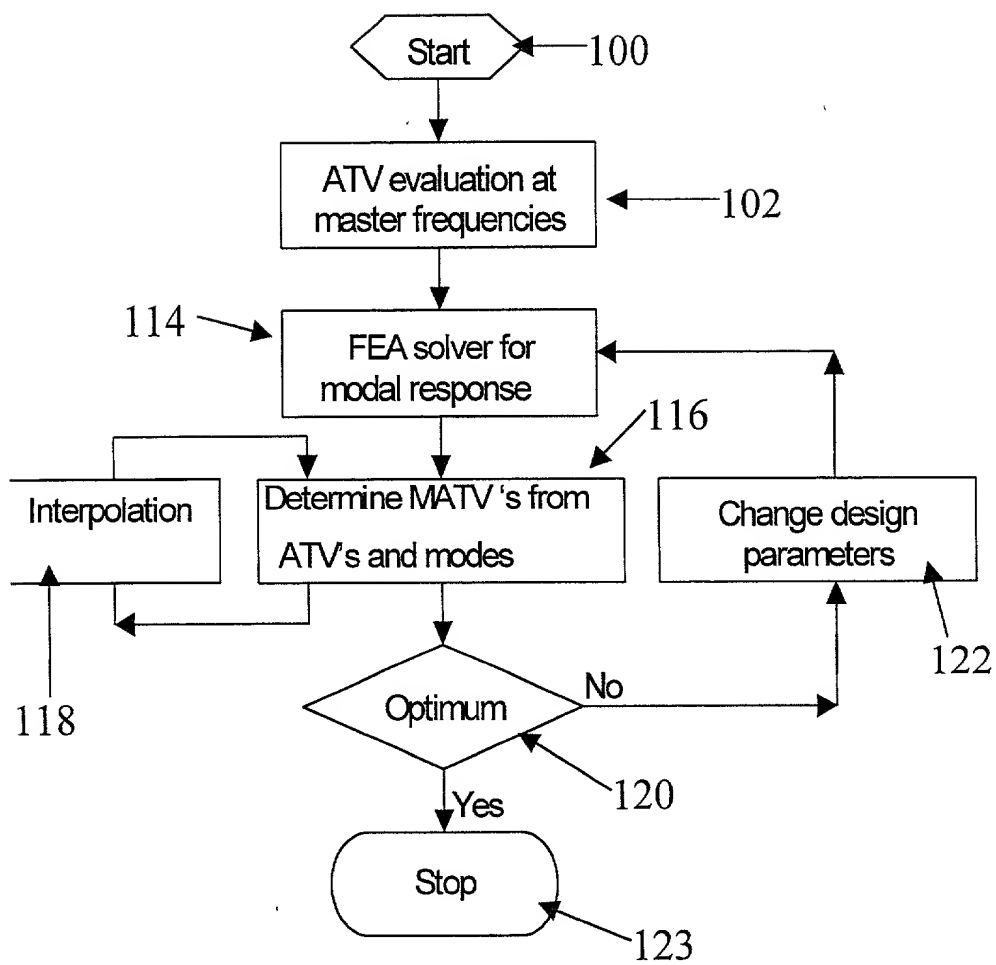 Start
100
ATV evaluation at
master frequencies
102
114
FEA solver for
modal response
116
Interpolation
Determine MATV 's from
ATV's and modes
Change design
parameters
118
122
Optimum
No
120
Yes
Stop
123